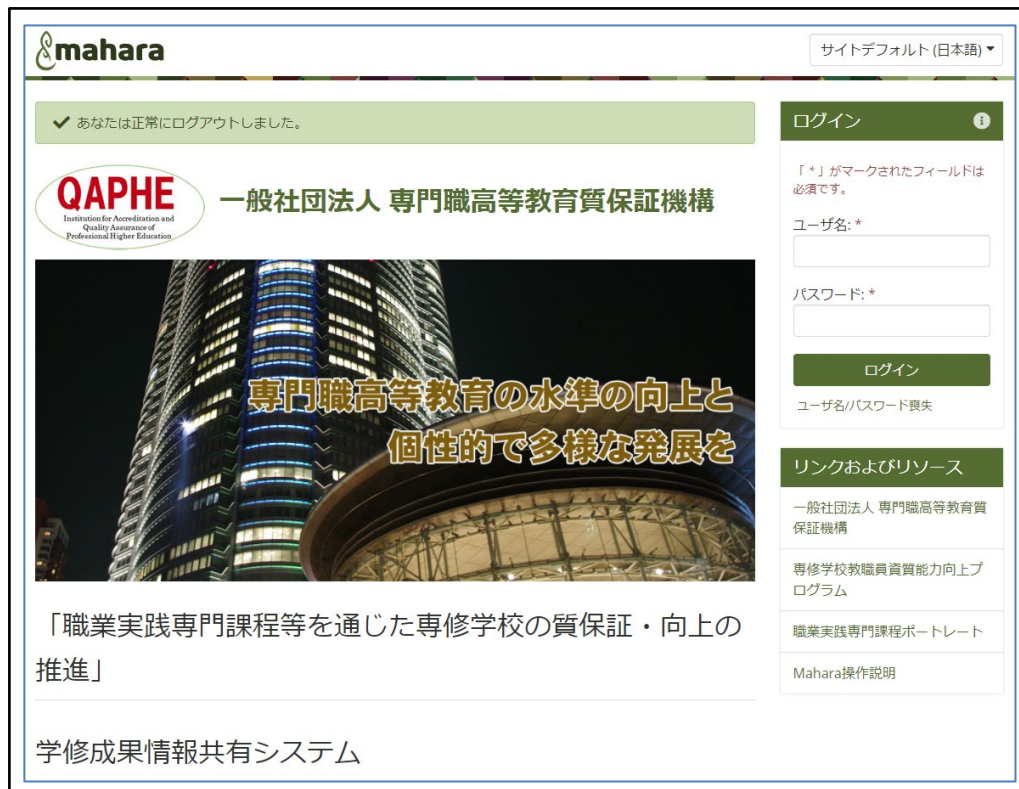 mahara
サイトデフォルト (日本語)
あなたは正常にログアウトしました。
QAPHE
Institution for Accreditation and
Quality Assurance of
Professional Higher Education
一般社団法人 専門職高等教育質保証機構
専門職高等教育の水準の向上と
個性的で多様な発展を
「職業実践専門課程等を通じた専修学校の質保証・向上の
推進」
学修成果情報共有システム
ログイン
「 * 」がマークされたフィールドは
必須です。
ユーザ名: *
パスワード: *
ログイン
ユーザ名/パスワード喪失
リンクおよびリソース
一般社団法人 専門職高等教育質
保証機構
専修学校教職員資質能力向上プ
ログラム
職業実践専門課程ポートレート
Mahara操作説明